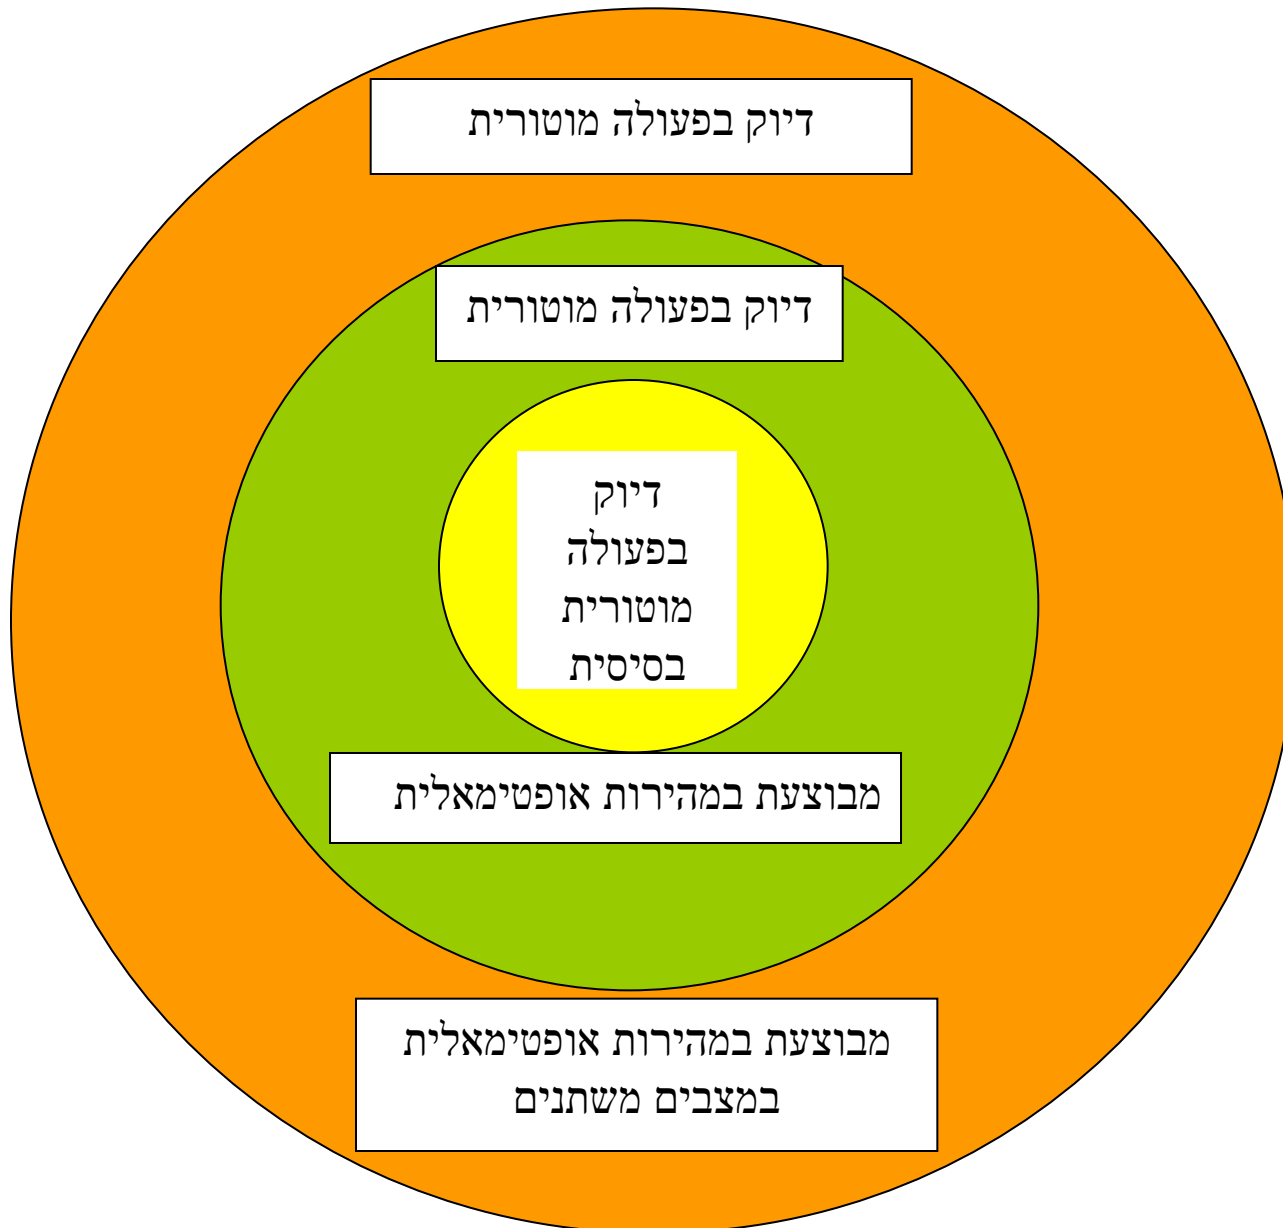 דיוק בפעולה מוטורית
דיוק בפעולה מוטורית
דיוק
בפעולה
מוטורית
בסיסית
מבוצעת במהירות אופטימאלית
מבוצעת במהירות אופטימאלית
במצבים משתנים